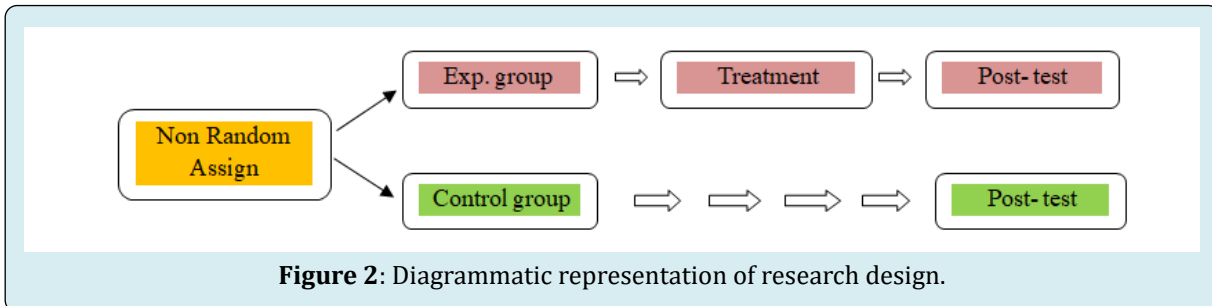 Exp. group
Treatment
Post- test
Non Random
Assign
Control group
Post- test
Figure 2: Diagrammatic representation of research design.